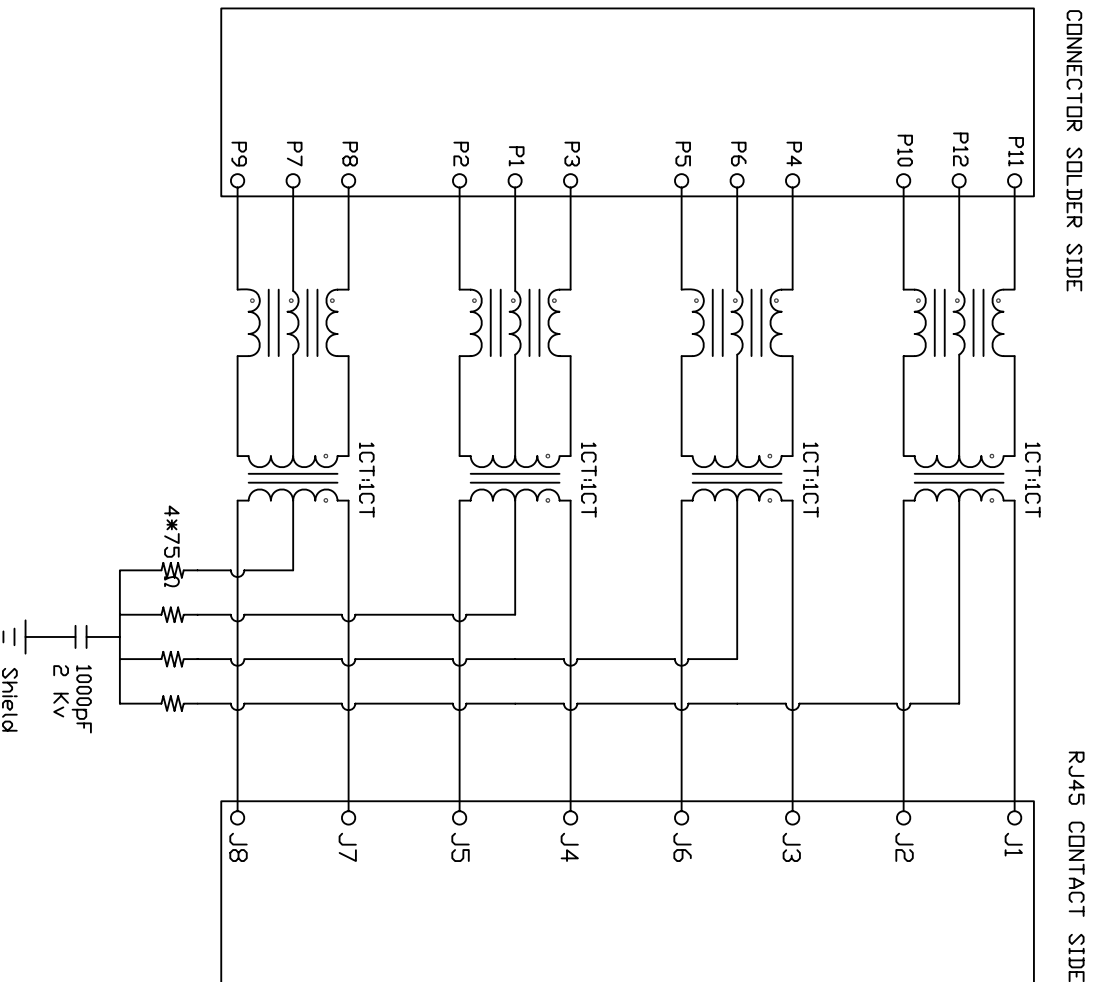 CONNECTOR SOLDER SIDE
RJ45 CONTACT SIDE
P11
P12
P10
P4
P6
P5
P3
P1
P2
P8
P7
P9
1CT:1CT
1CT:1CT
1CT:1CT
1CT:1CT
J1
J2
J3
J6
J4
J5
J7
J8
4*75Ω
1000pF
2 Kv
Shield